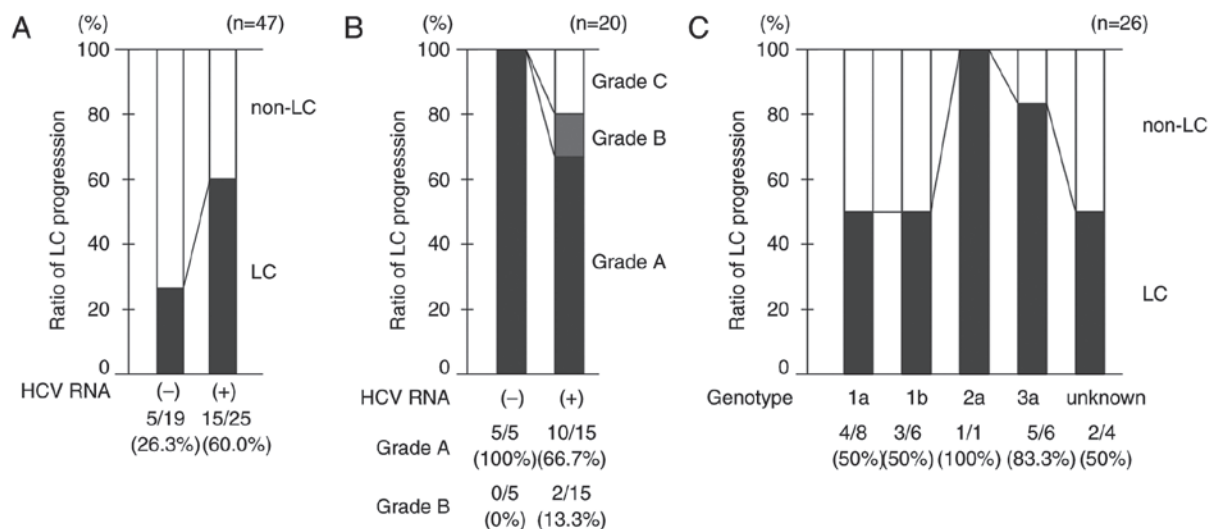 A
(%)
(n=47)
100
80
60
40
20
0
Ratio of LC progresssion
non-LC
LC
HCV RNA (−) (+)
5/19 15/25
(26.3%) (60.0%)
B
(%)
(n=20)
100
80
60
40
20
0
Ratio of LC progression
Grade C
Grade B
Grade A
HCV RNA (−) (+)
Grade A 5/5 10/15
(100%) (66.7%)
Grade B 0/5 2/15
(0%) (13.3%)
C
(%)
(n=26)
100
80
60
40
20
0
Ratio of LC progression
non-LC
LC
Genotype 1a 1b 2a 3a unknown
4/8 3/6 1/1 5/6 2/4
(50%) (50%) (100%) (83.3%) (50%)